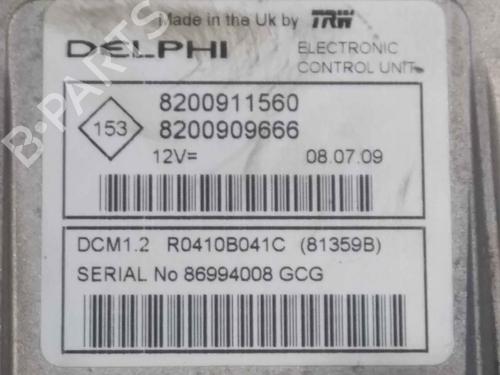 Made in the Uk by TRW
DELPHI
ELECTRONIC
CONTROL UNIT
153
8200911560
8200909666
12V=
08.07.09
DCM1.2 R0410B041C (81359B)
SERIAL No 86994008 GCG
B-PARTS